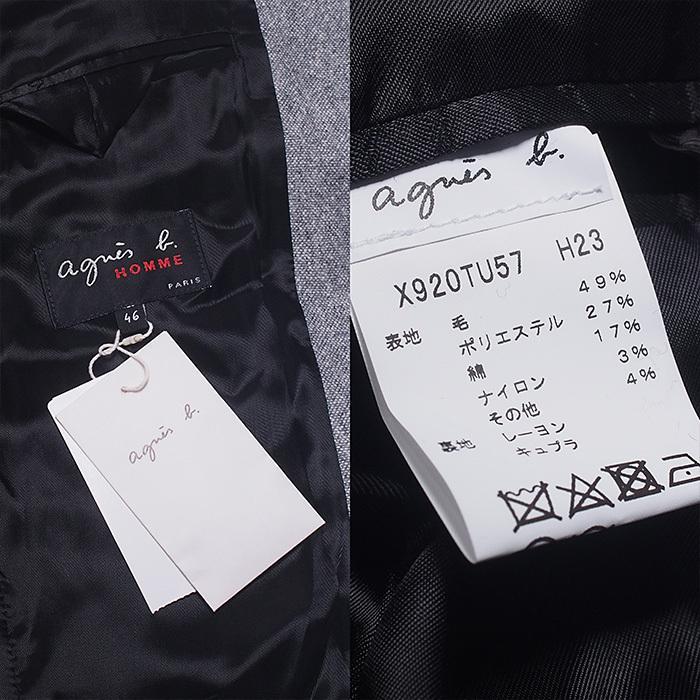 agnès b.
HOMME
PARIS
46
agnès b.
agnès b.
X920TU57 H23
表地 毛 49%
ポリエステル 27%
綿 17%
ナイロン 3%
その他 4%
裏地 レーヨン
キュプラ